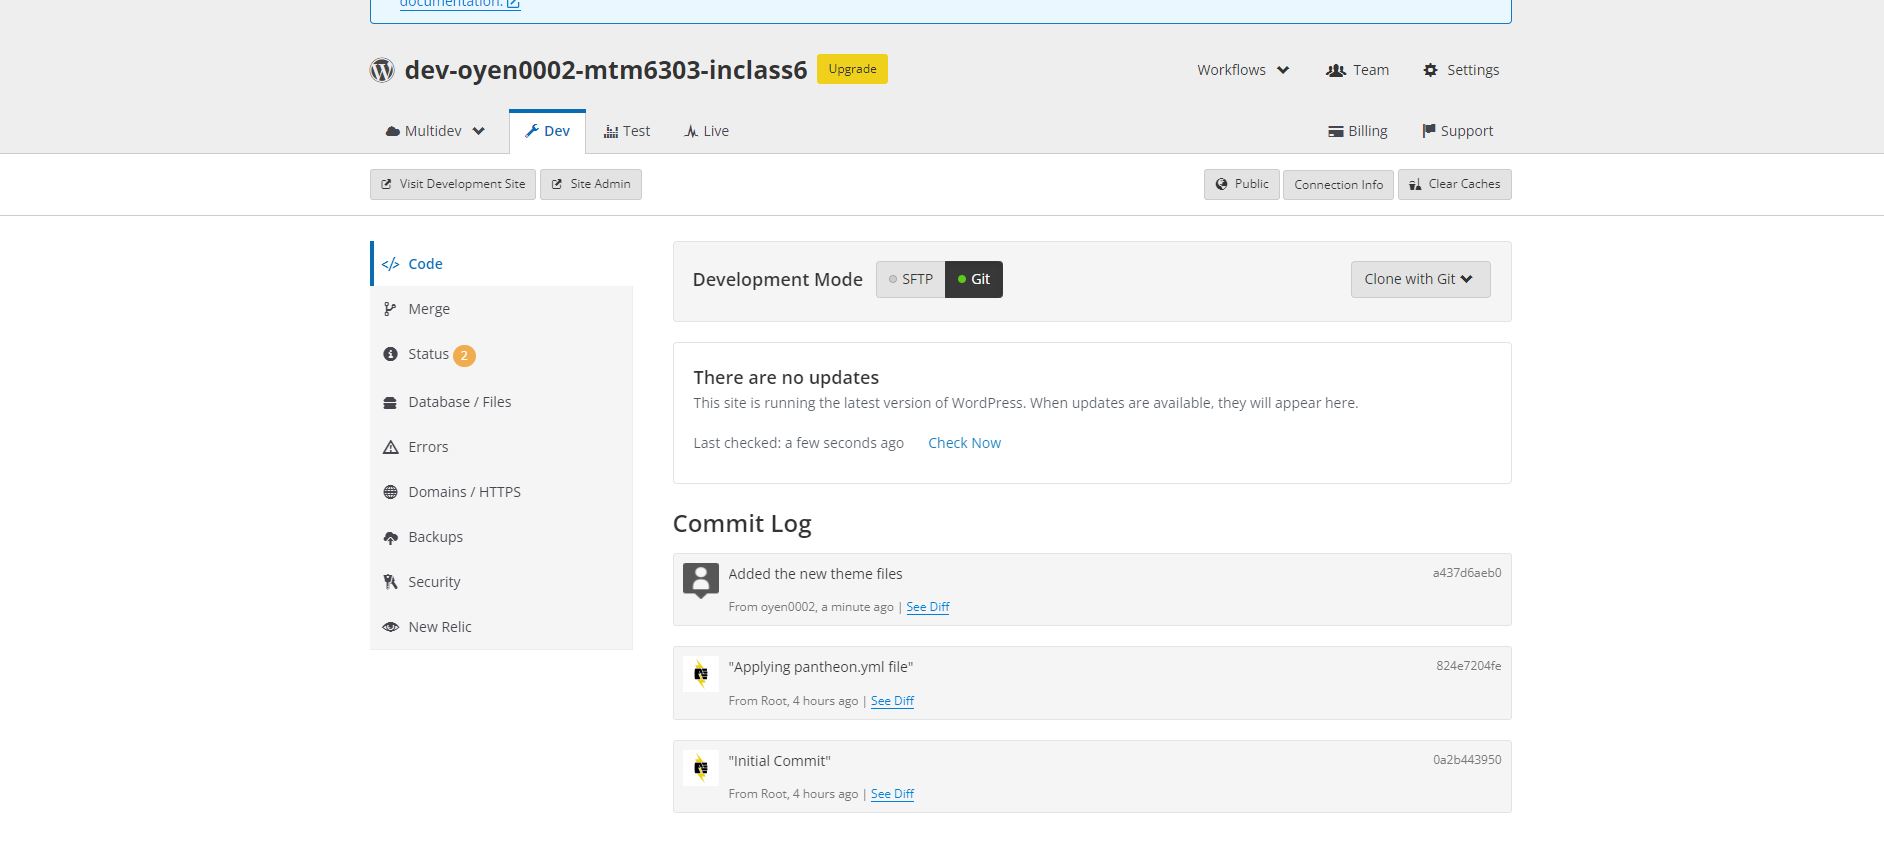 documentation.
dev-oyen0002-mtm6303-inclass6 Upgrade
Workflows Team Settings
Multidev Dev Test Live Billing Support
Visit Development Site Site Admin Public Connection Info Clear Caches
Code
Merge
Status 2
Database / Files
Errors
Domains / HTTPS
Backups
Security
New Relic
Development Mode SFTP Git Clone with Git
There are no updates
This site is running the latest version of WordPress. When updates are available, they will appear here.
Last checked: a few seconds ago Check Now
Commit Log
Added the new theme files a437d6aeb0
From oyen0002, a minute ago | See Diff
"Applying pantheon.yml file" 824e7204fe
From Root, 4 hours ago | See Diff
"Initial Commit" 0a2b443950
From Root, 4 hours ago | See Diff